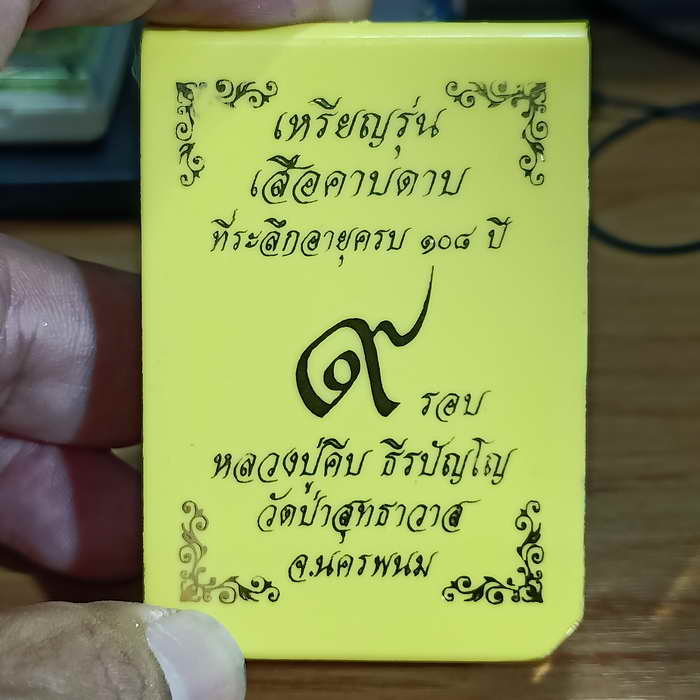 เหรียญรุ่น
เสือคาบดาบ
ที่ระลึกอายุครบ ๑๐๘ ปี
๙ รอบ
หลวงปู่คีบ ธีรปัญโญ
วัดป่าสุทธาวาส
จ.นครพนม